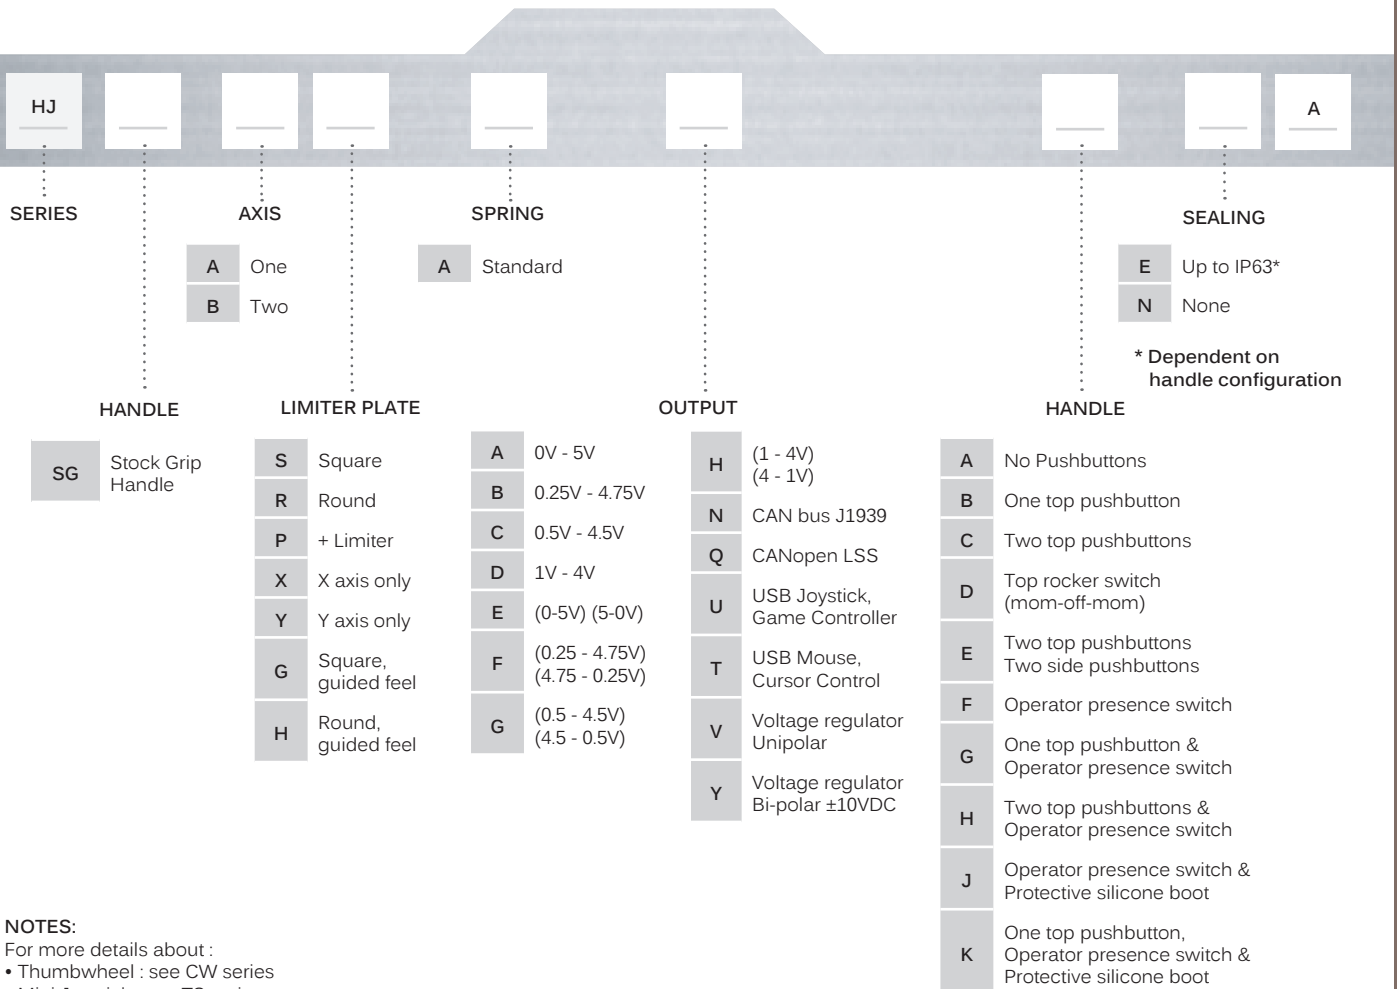 HJ
A
SERIES
AXIS
A One
B Two
SPRING
A Standard
SEALING
E Up to IP63*
N None
* Dependent on
handle configuration
HANDLE
SG Stock Grip
Handle
LIMITER PLATE
S Square
R Round
P + Limiter
X X axis only
Y Y axis only
G Square,
guided feel
H Round,
guided feel
OUTPUT
A 0V - 5V
B 0.25V - 4.75V
C 0.5V - 4.5V
D 1V - 4V
E (0-5V) (5-0V)
F (0.25 - 4.75V)
(4.75 - 0.25V)
G (0.5 - 4.5V)
(4.5 - 0.5V)
H (1 - 4V)
(4 - 1V)
N CAN bus J1939
Q CANopen LSS
U USB Joystick,
Game Controller
T USB Mouse,
Cursor Control
V Voltage regulator
Unipolar
Y Voltage regulator
Bi-polar ±10VDC
HANDLE
A No Pushbuttons
B One top pushbutton
C Two top pushbuttons
D Top rocker switch
(mom-off-mom)
E Two top pushbuttons
Two side pushbuttons
F Operator presence switch
G One top pushbutton &
Operator presence switch
H Two top pushbuttons &
Operator presence switch
J Operator presence switch &
Protective silicone boot
K One top pushbutton,
Operator presence switch &
Protective silicone boot
NOTES:
For more details about :
• Thumbwheel : see CW series